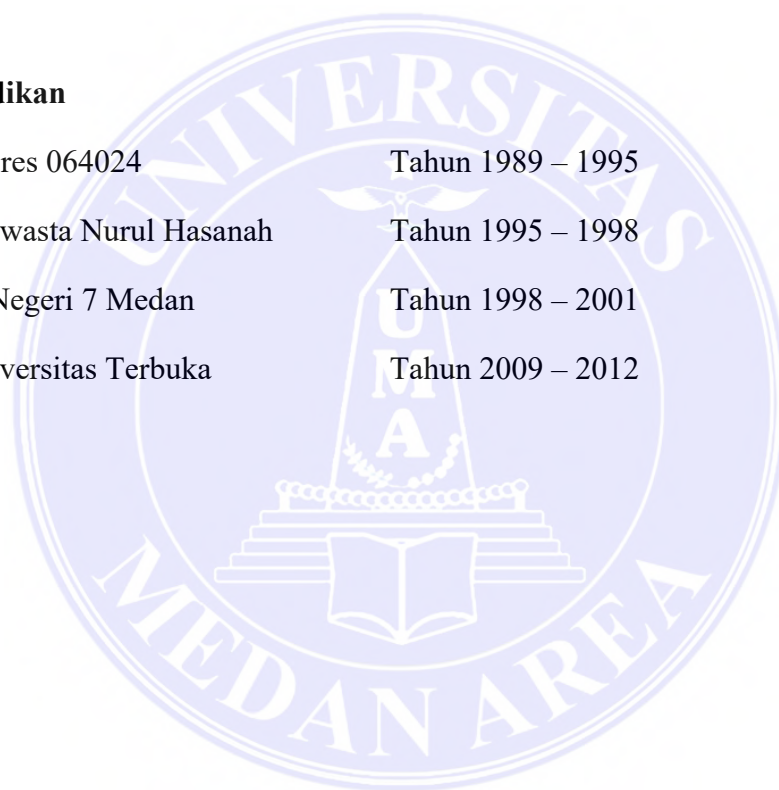 likan
res 064024 Tahun 1989 – 1995
wasta Nurul Hasanah Tahun 1995 – 1998
Negeri 7 Medan Tahun 1998 – 2001
versitas Terbuka Tahun 2009 – 2012
UNIVERSITAS
UMA
MEDAN AREA